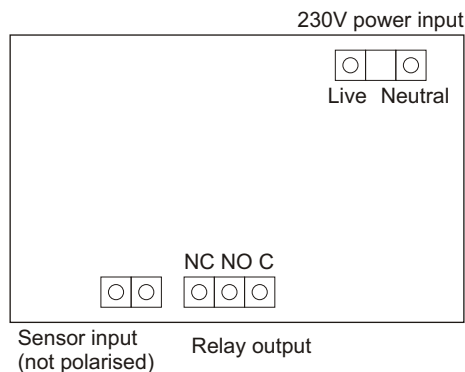 230V power input
Live Neutral
NC NO C
Sensor input
(not polarised)
Relay output